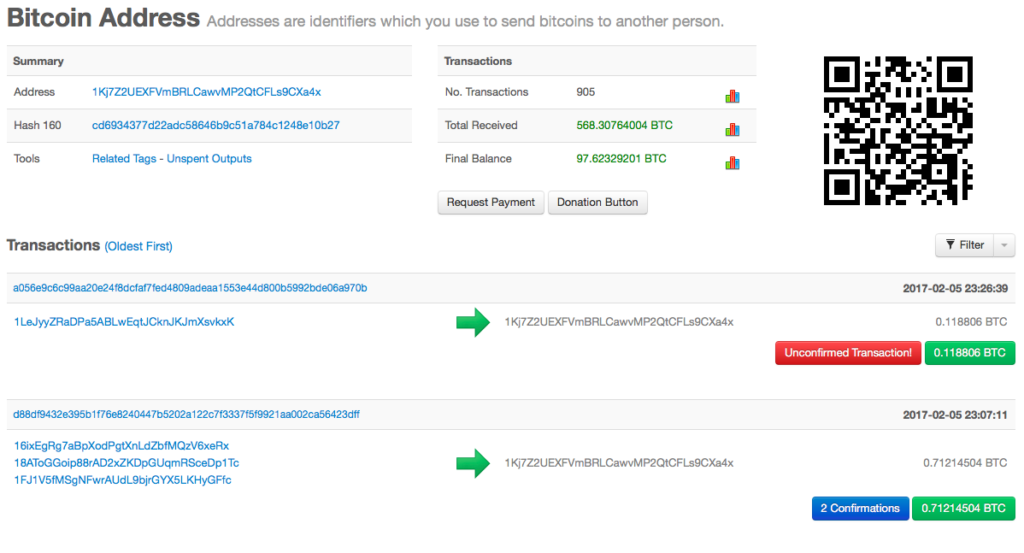 Bitcoin Address Addresses are identifiers which you use to send bitcoins to another person.
Summary
Address 1Kj7Z2UEXFVmBRLCawvMP2QtCFLs9CXa4x
Hash 160 cd6934377d22adc58646b9c51a784c1248e10b27
Tools Related Tags - Unspent Outputs
Transactions
No. Transactions 905
Total Received 568.30764004 BTC
Final Balance 97.62329201 BTC
Request Payment Donation Button
Transactions (Oldest First)
Filter
a056e9c6c99aa20e24f8dcfaf7fed4809adeaa1553e44d800b5992bde06a970b 2017-02-05 23:26:39
1LeJyyZRaDPa5ABLwEqtJCknJKJmXsvkxK 1Kj7Z2UEXFVmBRLCawvMP2QtCFLs9CXa4x 0.118806 BTC
Unconfirmed Transaction! 0.118806 BTC
d88df9432e395b1f76e8240447b5202a122c7f3337f5f9921aa002ca56423dff 2017-02-05 23:07:11
16ixEgRg7aBpXodPgtXnLdZbfMQzV6xeRx
18AToGGoip88rAD2xZKDpGUqmRSceDp1Tc 1Kj7Z2UEXFVmBRLCawvMP2QtCFLs9CXa4x 0.71214504 BTC
1FJ1V5fMSgNFwrAUdL9bjrGYX5LKHyGFfc
2 Confirmations 0.71214504 BTC